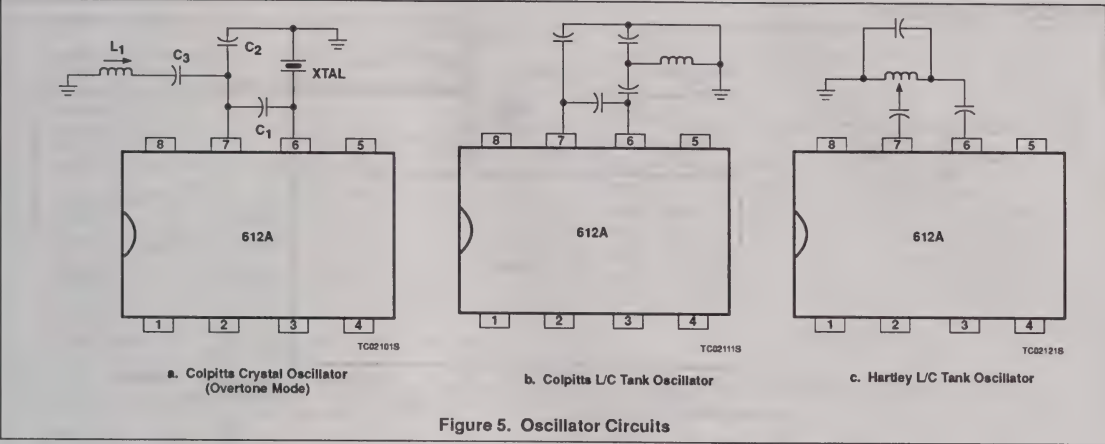 L1
C3
C2
XTAL
C1
8 7 6 5
612A
1 2 3 4
TC02101S
a. Colpitts Crystal Oscillator
(Overtone Mode)
8 7 6 5
612A
1 2 3 4
TC02111S
b. Colpitts L/C Tank Oscillator
8 7 6 5
612A
1 2 3 4
TC02121S
c. Hartley L/C Tank Oscillator
Figure 5. Oscillator Circuits